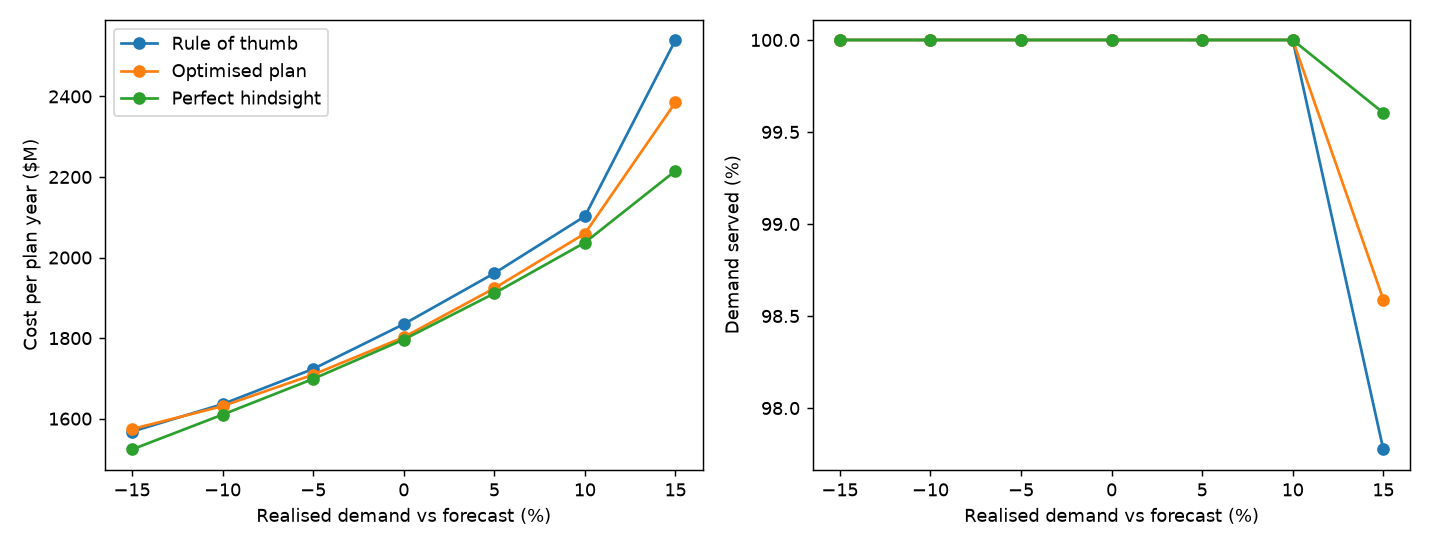 Rule of thumb
Optimised plan
Perfect hindsight
Cost per plan year ($M)
2400
2200
2000
1800
1600
−15 −10 −5 0 5 10 15
Realised demand vs forecast (%)
Demand served (%)
100.0
99.5
99.0
98.5
98.0
−15 −10 −5 0 5 10 15
Realised demand vs forecast (%)